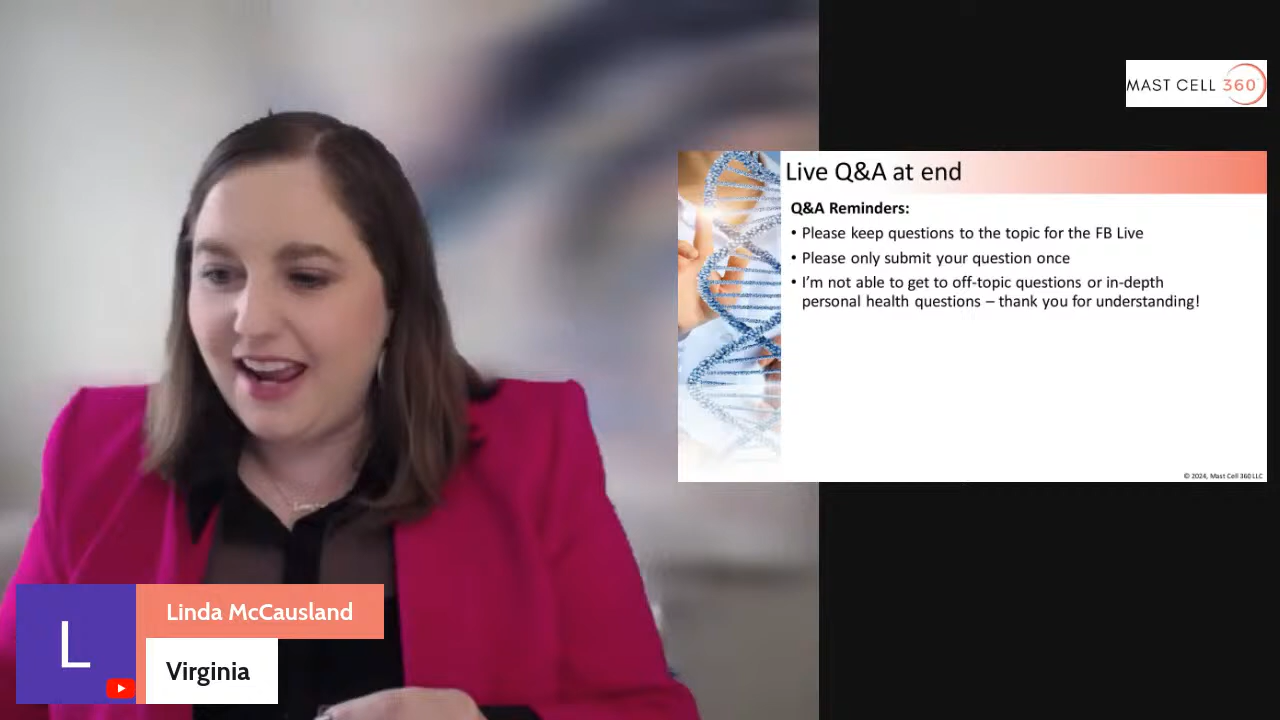 MAST CELL 360
Live Q&A at end
Q&A Reminders:
• Please keep questions to the topic for the FB Live
• Please only submit your question once
• I’m not able to get to off-topic questions or in-depth
personal health questions – thank you for understanding!
© 2024, Mast Cell 360 LLC
L
Linda McCausland
Virginia